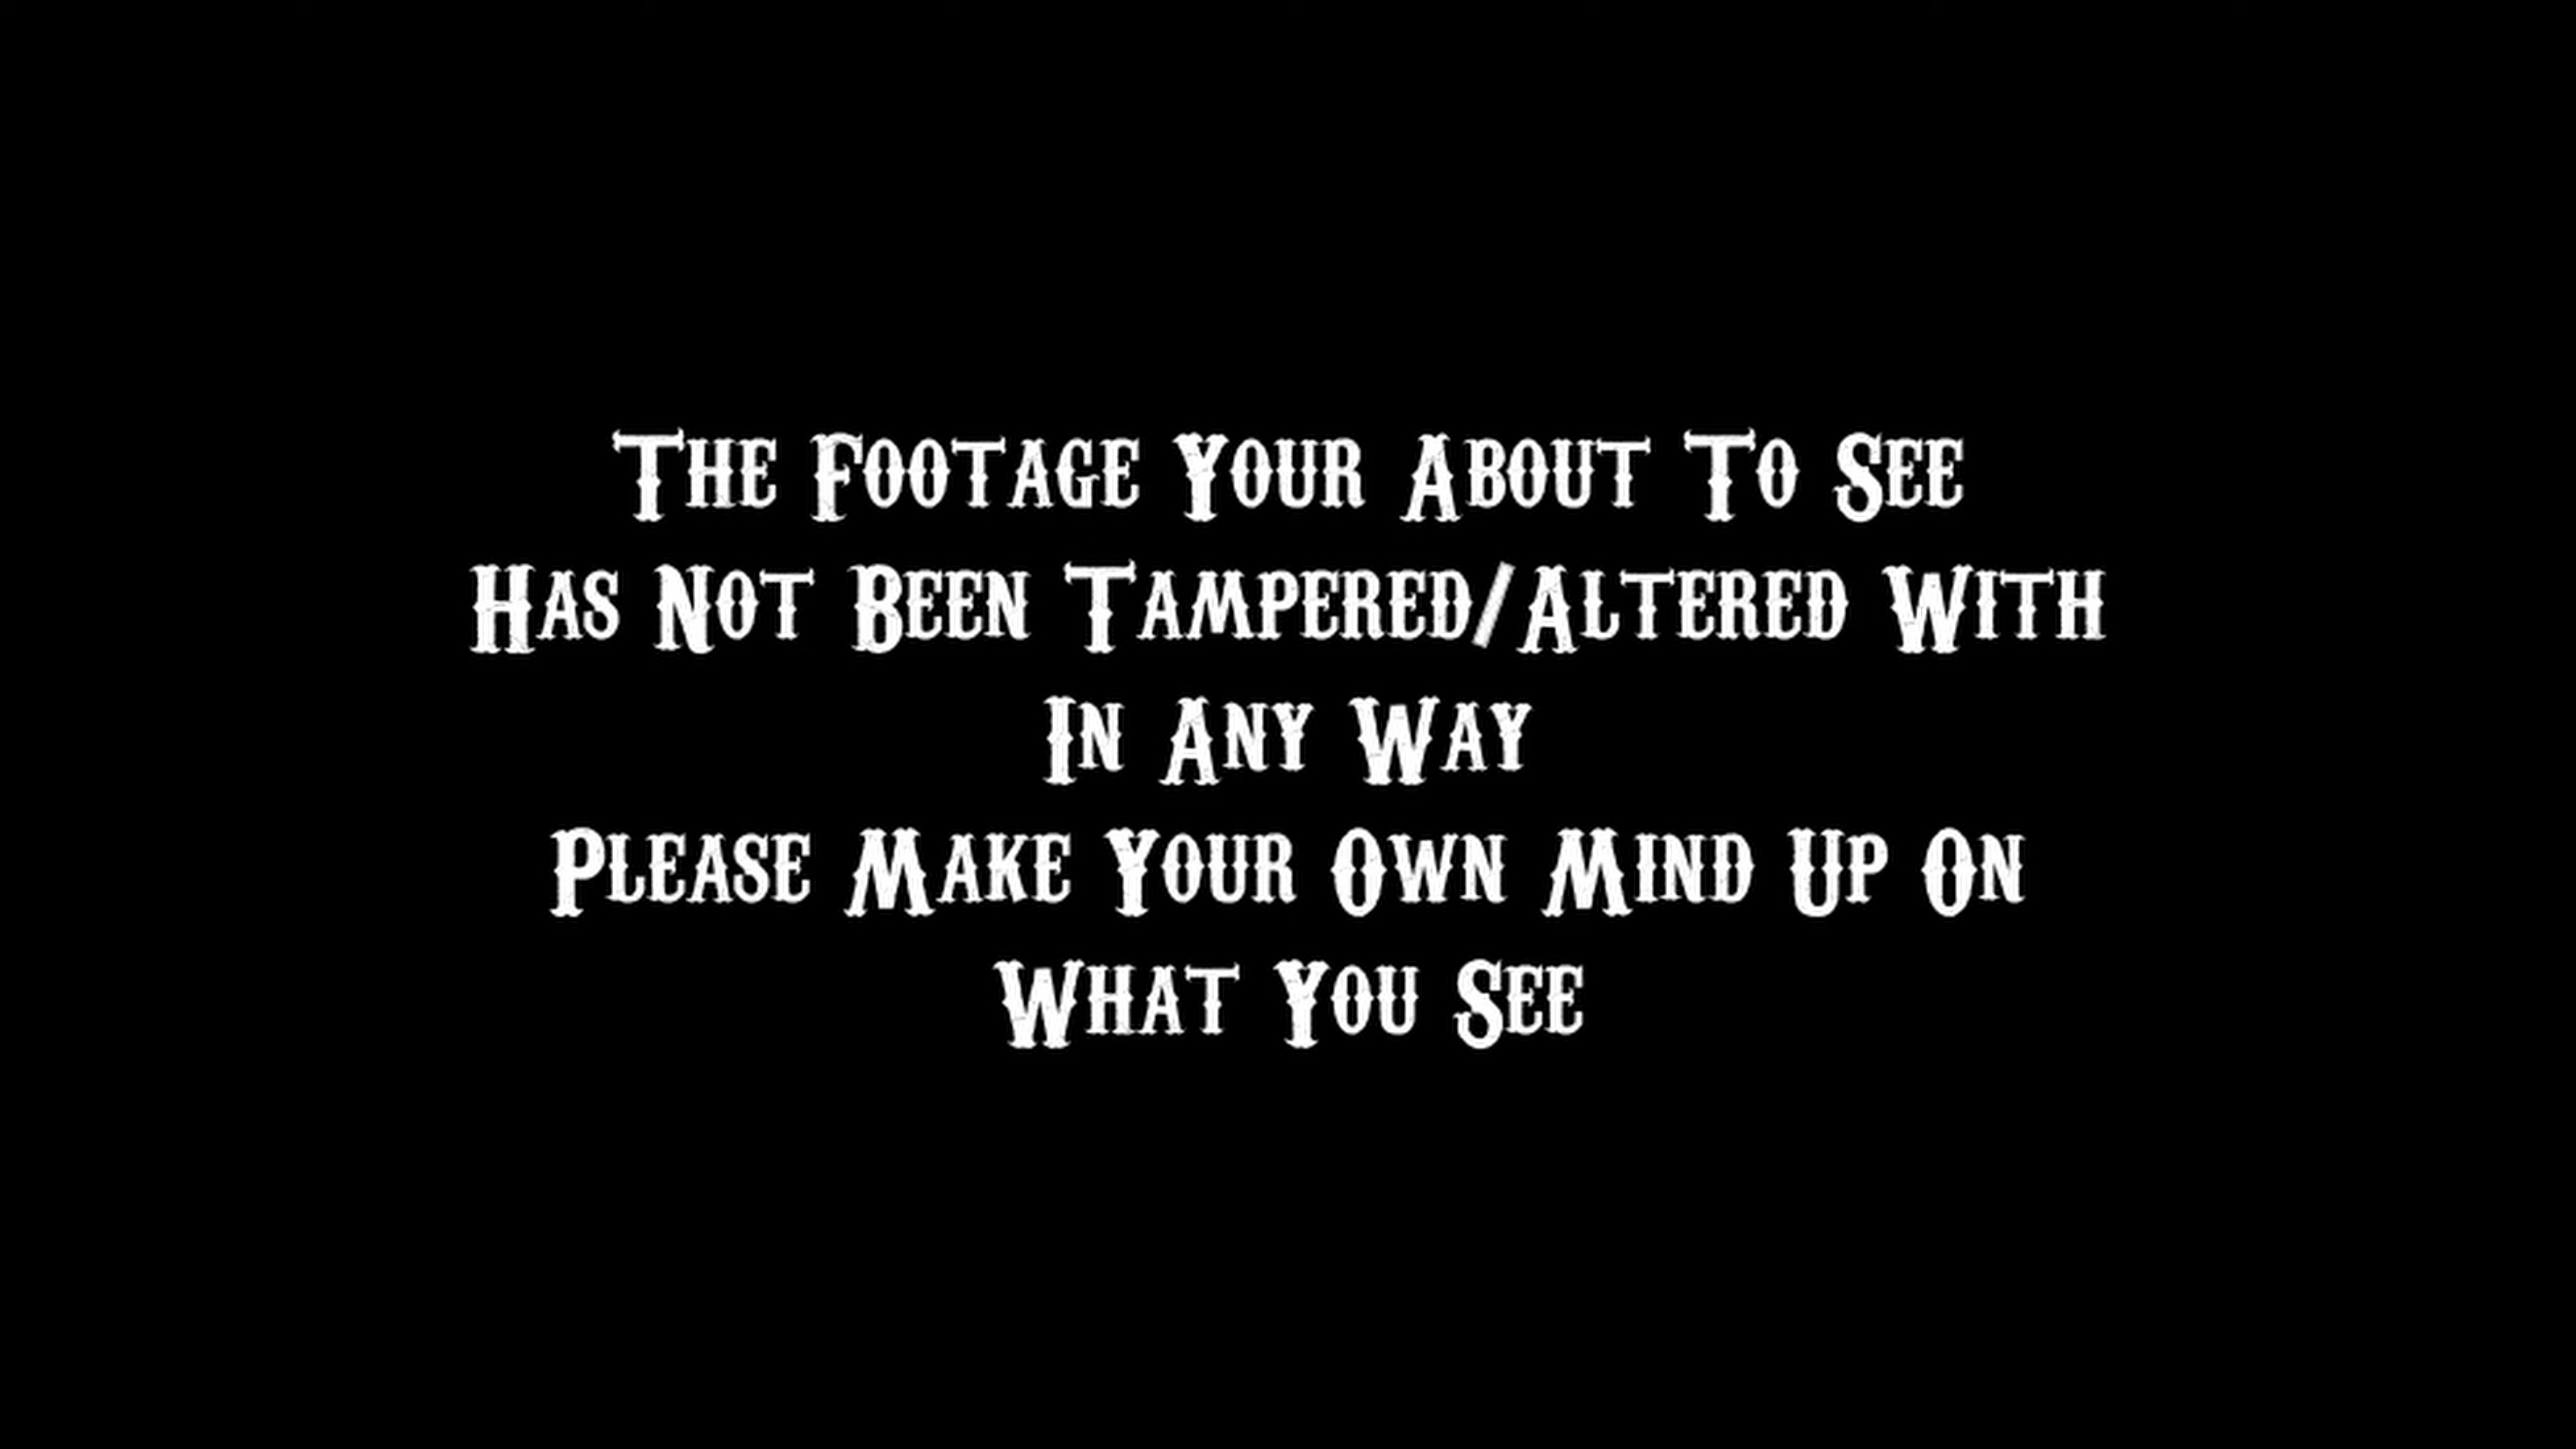 The Footage Your About To See
Has Not Been Tampered/Altered With
In Any Way
Please Make Your Own Mind Up On
What You See